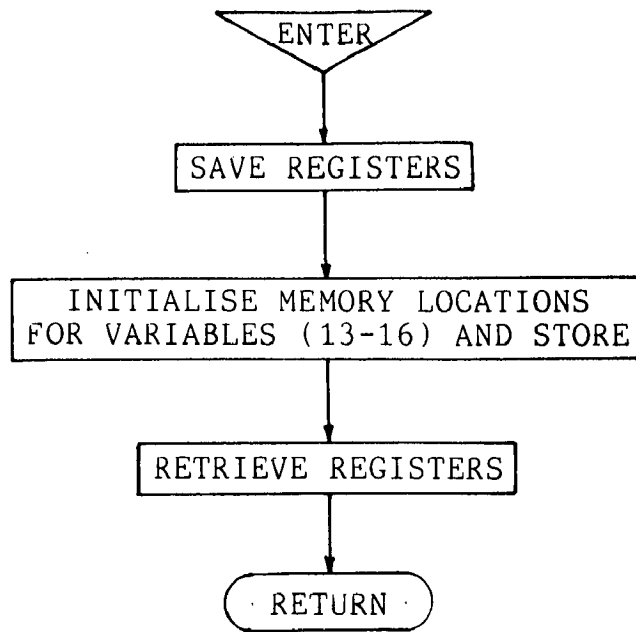 ENTER
SAVE REGISTERS
INITIALISE MEMORY LOCATIONS
FOR VARIABLES (13-16) AND STORE
RETRIEVE REGISTERS
RETURN